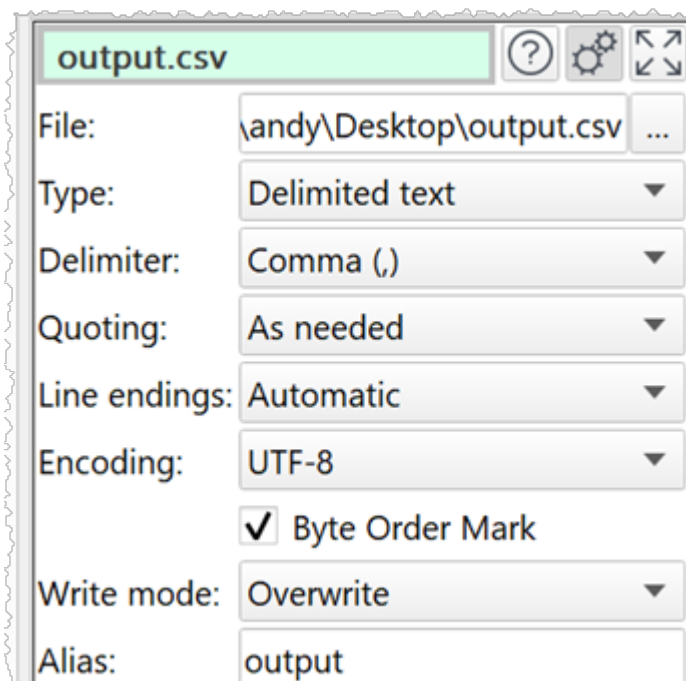 output.csv
File: \andy\Desktop\output.csv ...
Type: Delimited text
Delimiter: Comma (,)
Quoting: As needed
Line endings: Automatic
Encoding: UTF-8
Byte Order Mark
Write mode: Overwrite
Alias: output